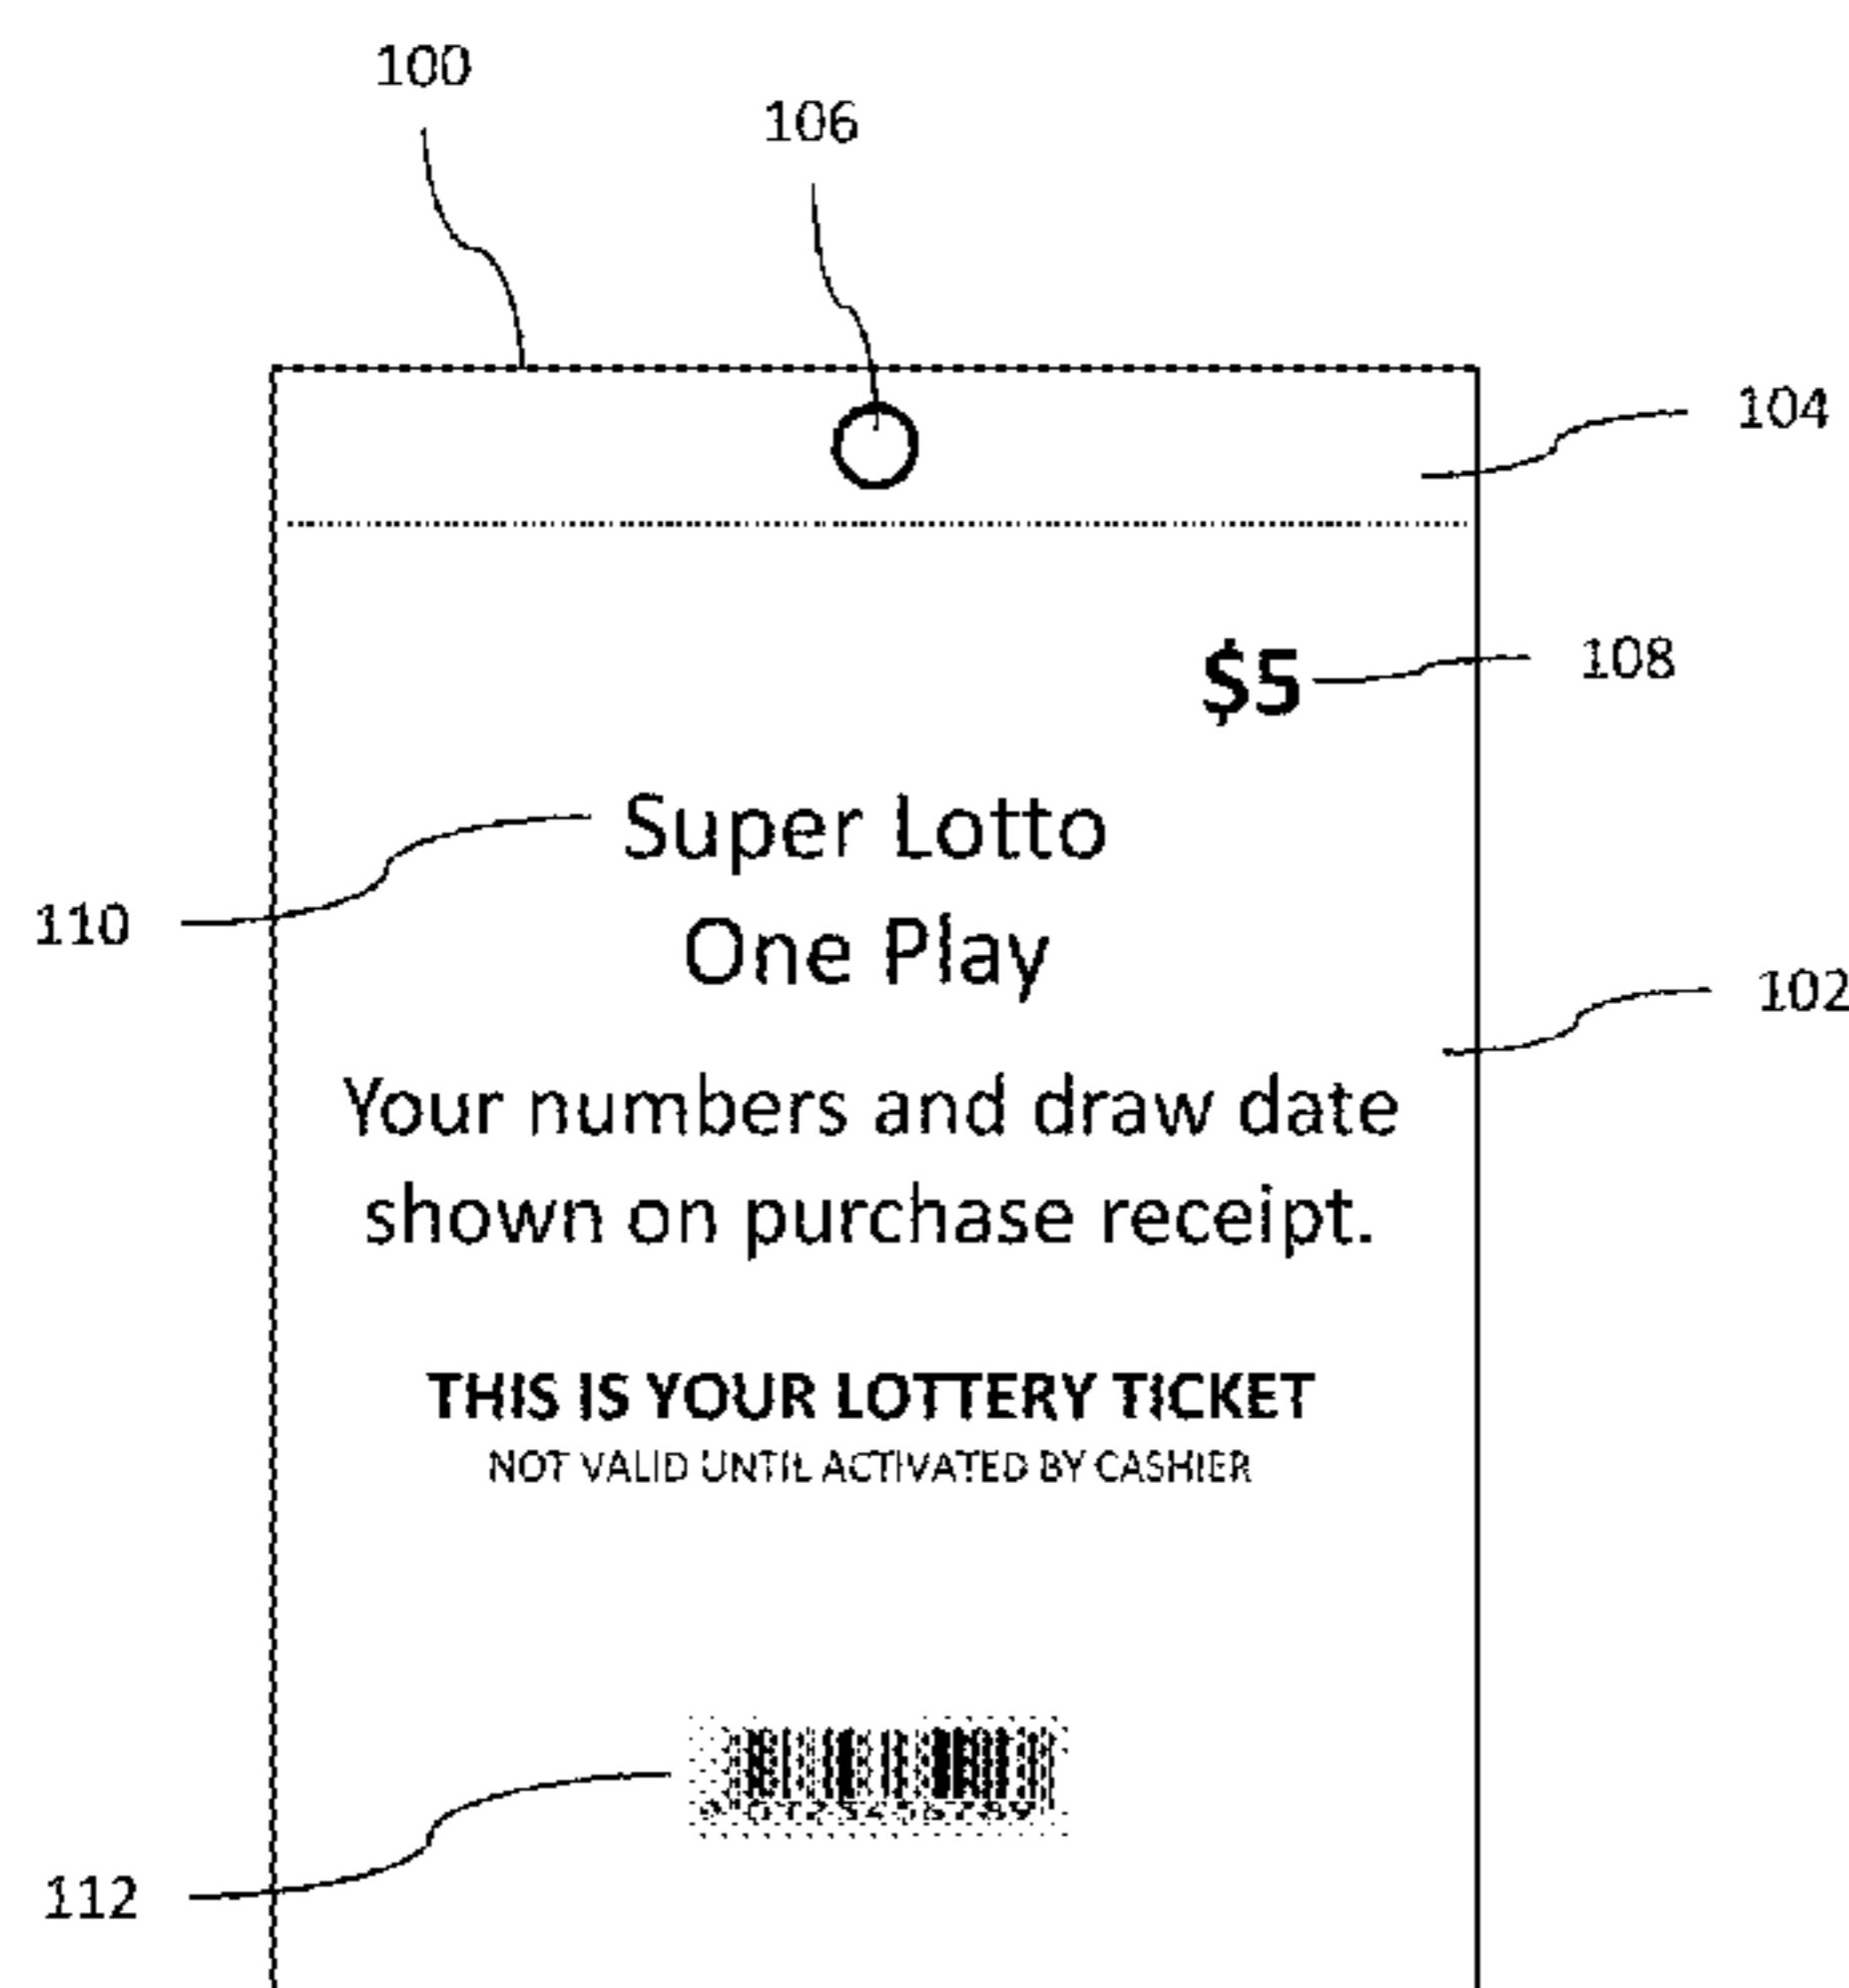 100
106
104
$5
108
Super Lotto
110
One Play
102
Your numbers and draw date
shown on purchase receipt.
THIS IS YOUR LOTTERY TICKET
NOT VALID UNTIL ACTIVATED BY CASHIER
112